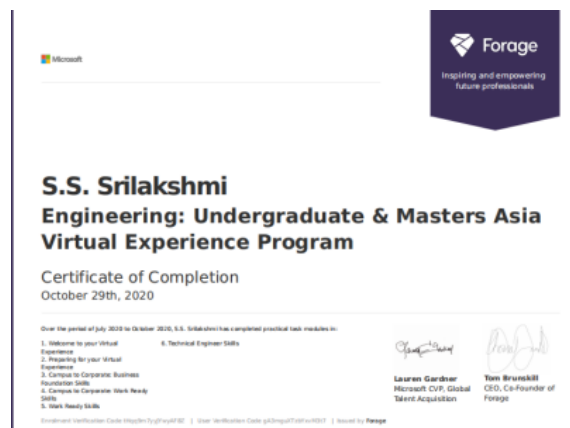 Microsoft
Forage
Inspiring and empowering
future professionals
S.S. Srilakshmi
Engineering: Undergraduate & Masters Asia
Virtual Experience Program
Certificate of Completion
October 29th, 2020
Over the period of July 2020 to October 2020, S.S. Srilakshmi has completed practical task modules in:
1. Welcome to your Virtual
Experience
2. Preparing for your Virtual
Experience
3. Campus to Corporate: Business
Foundation Skills
4. Campus to Corporate: Work Ready
Skills
5. Work Ready Skills
6. Technical Engineer Skills
Lauren Gardner
Microsoft CVP, Global
Talent Acquisition
Tom Brunskill
CEO, Co-Founder of
Forage
Enrolment Verification Code | User Verification Code | Issued by Forage